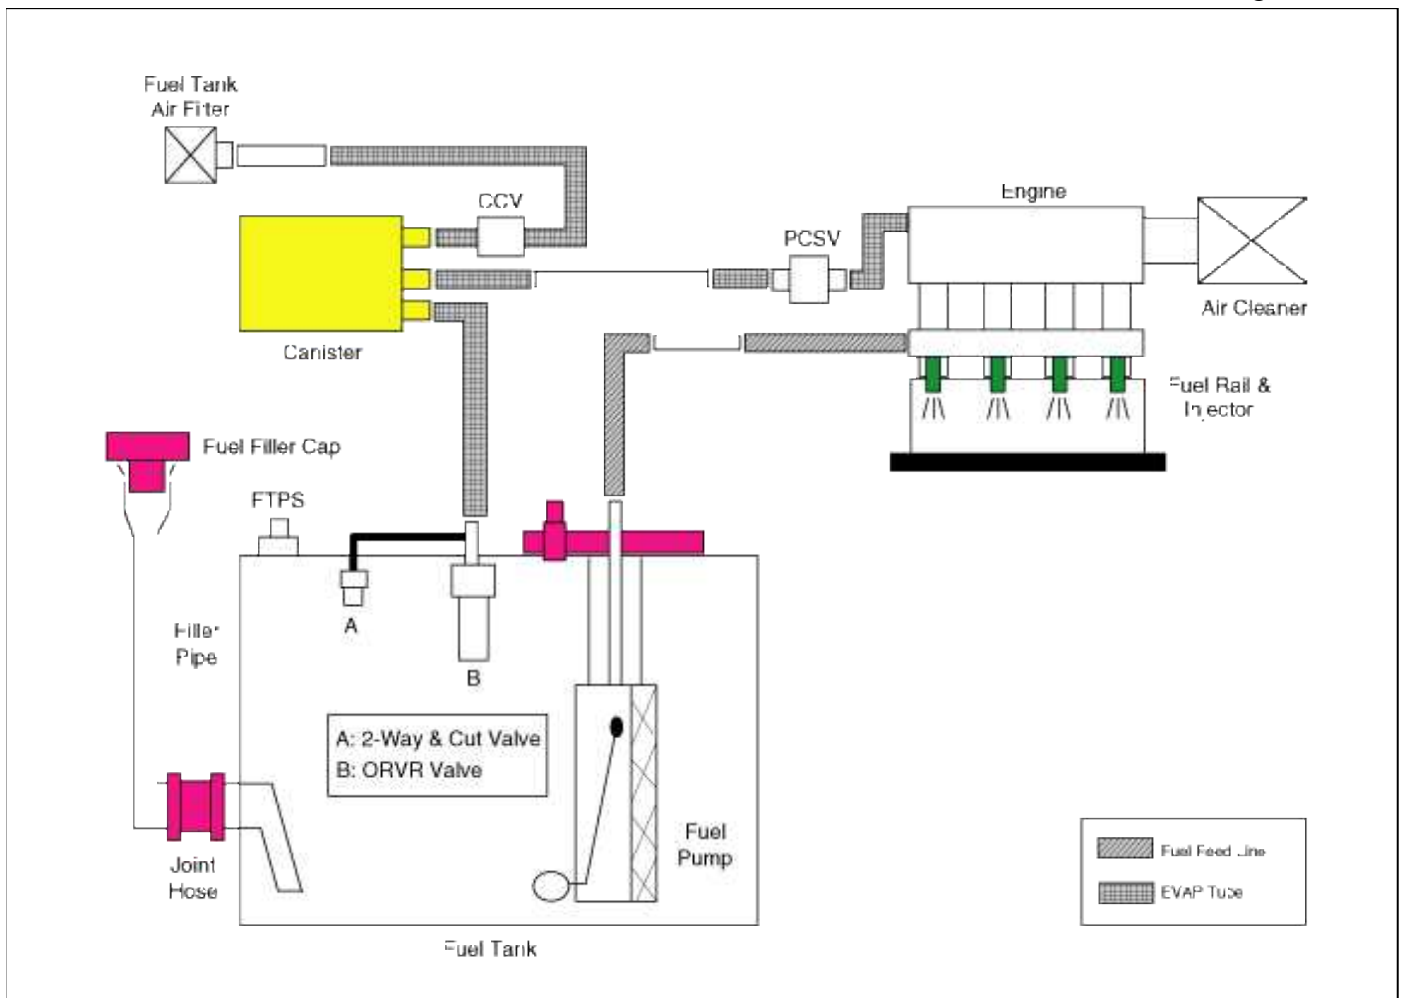 Fuel Tank
Air Filter
CCV
Engine
PCSV
Air Cleaner
Canister
Fuel Rail &
Injector
Fuel Filler Cap
FTPS
A
Filler
Pipe
B
A: 2-Way & Cut Valve
B: ORVR Valve
Fuel
Pump
Joint
Hose
Fuel Feed Line
EVAP Tube
Fuel Tank